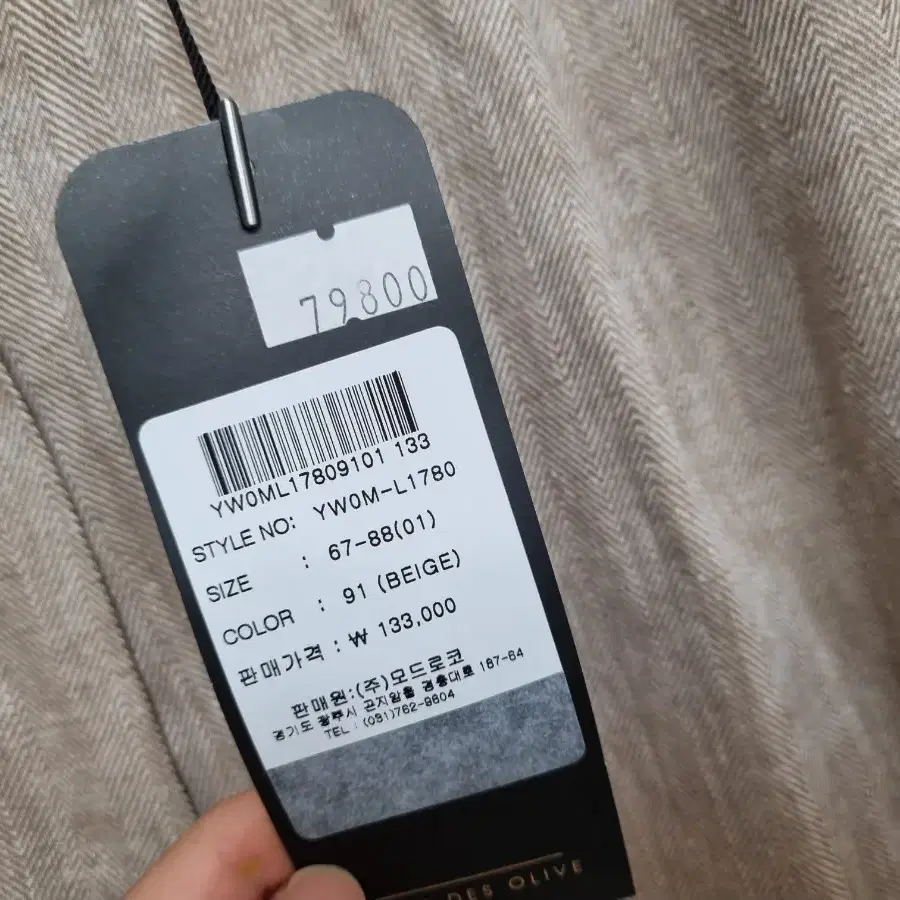 79800
YW0ML17809101 133
STYLE NO: YW0M-L1780
SIZE : 67-88(01)
COLOR : 91 (BEIGE)
판매가격 : ₩ 133,000
판매원:(주)모드로코
경기도 광주시 곤지암읍 경충대로 187-64
TEL : (031)762-9804
DES OLIVE